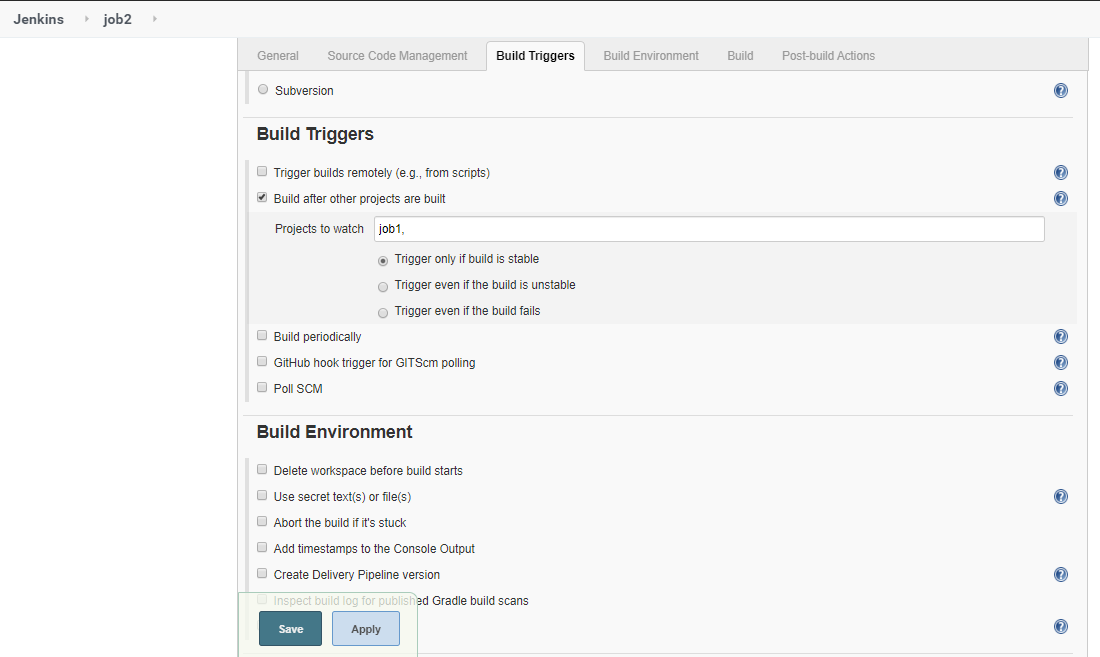 Jenkins job2
General Source Code Management Build Triggers Build Environment Build Post-build Actions
Subversion
Build Triggers
Trigger builds remotely (e.g., from scripts)
Build after other projects are built
Projects to watch job1,
Trigger only if build is stable
Trigger even if the build is unstable
Trigger even if the build fails
Build periodically
GitHub hook trigger for GITScm polling
Poll SCM
Build Environment
Delete workspace before build starts
Use secret text(s) or file(s)
Abort the build if it's stuck
Add timestamps to the Console Output
Create Delivery Pipeline version
Inspect build log for published Gradle build scans
Save Apply